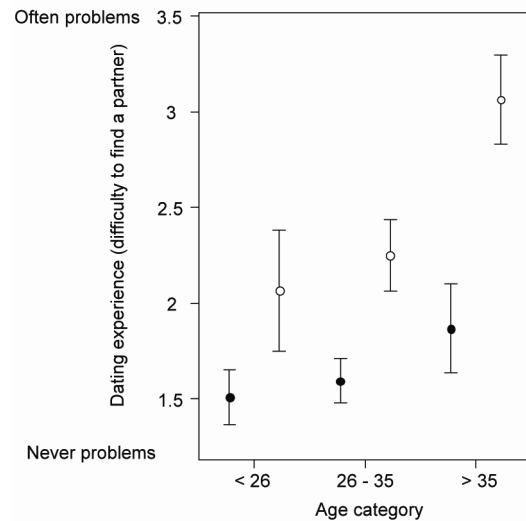 Often problems
3.5
3
2.5
2
1.5
Never problems
Dating experience (difficulty to find a partner)
< 26
26 - 35
> 35
Age category